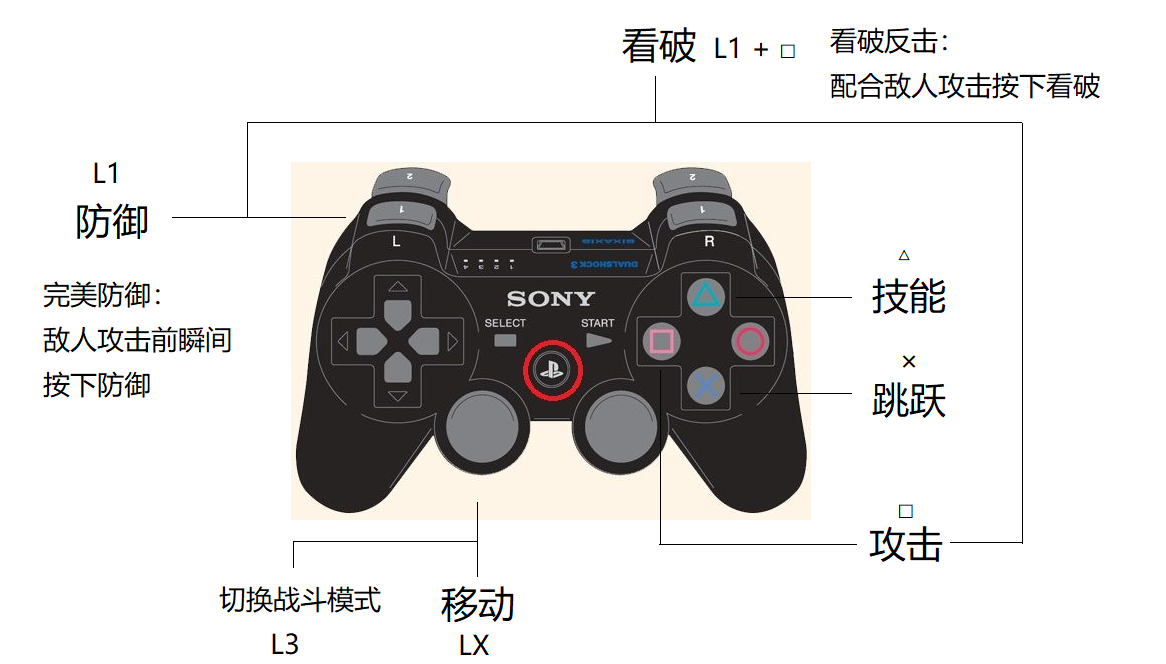 看破 L1 + □
看破反击：
配合敌人攻击按下看破
L1
防御
完美防御：
敌人攻击前瞬间
按下防御
2
1
L
2
1
R
SIXAXIS
4 3 2 1
DUALSHOCK 3
SONY
SELECT
START
△
技能
×
跳跃
□
攻击
切换战斗模式
L3
移动
LX